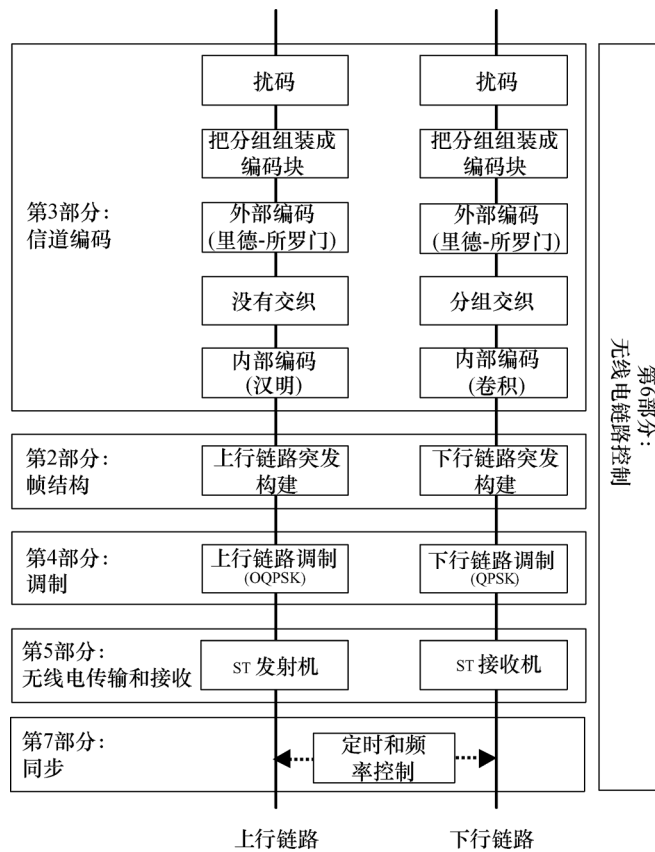 扰码
扰码
把分组组装成
编码块
把分组组装成
编码块
第3部分:
信道编码
外部编码
(里德-所罗门)
外部编码
(里德-所罗门)
没有交织
分组交织
内部编码
(汉明)
内部编码
(卷积)
第6部分:
无线电链路控制
第2部分:
帧结构
上行链路突发
构建
下行链路突发
构建
第4部分:
调制
上行链路调制
(OQPSK)
下行链路调制
(QPSK)
第5部分:
无线电传输和接收
ST 发射机
ST 接收机
第7部分:
同步
定时和频
率控制
上行链路
下行链路